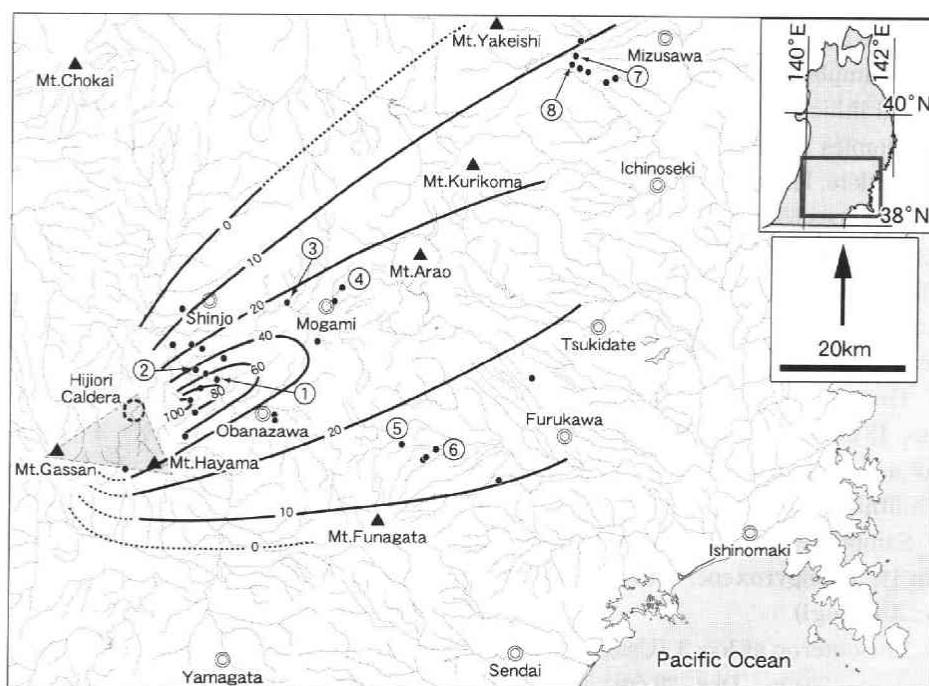 Mt.Yakeishi
Mizusawa
Mt.Chokai
⑦
⑧
140°E
142°E
40°N
38°N
Mt.Kurikoma
Ichinoseki
0
10
③
④
Mt.Arao
20
Shinjo
Mogami
Tsukidate
20km
40
60
80
100
②
①
Hijiori
Caldera
Obanazawa
20
⑤
⑥
Furukawa
Mt.Gassan
Mt.Hayama
10
Mt.Funagata
0
Ishinomaki
Yamagata
Sendai
Pacific Ocean